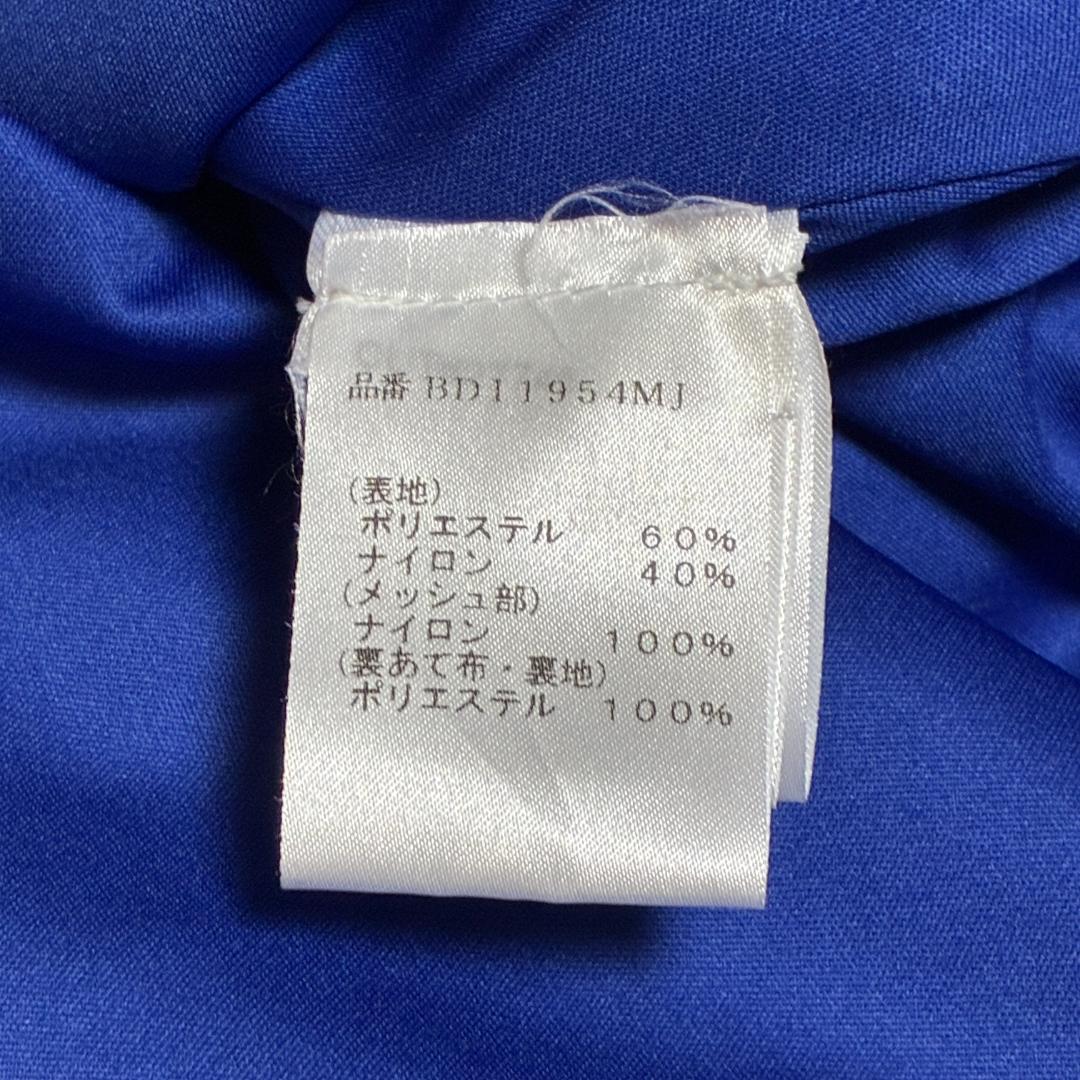 品番 BD11954MJ
(表地)
ポリエステル 60%
ナイロン 40%
(メッシュ部)
ナイロン 100%
(裏あて布・裏地)
ポリエステル 100%